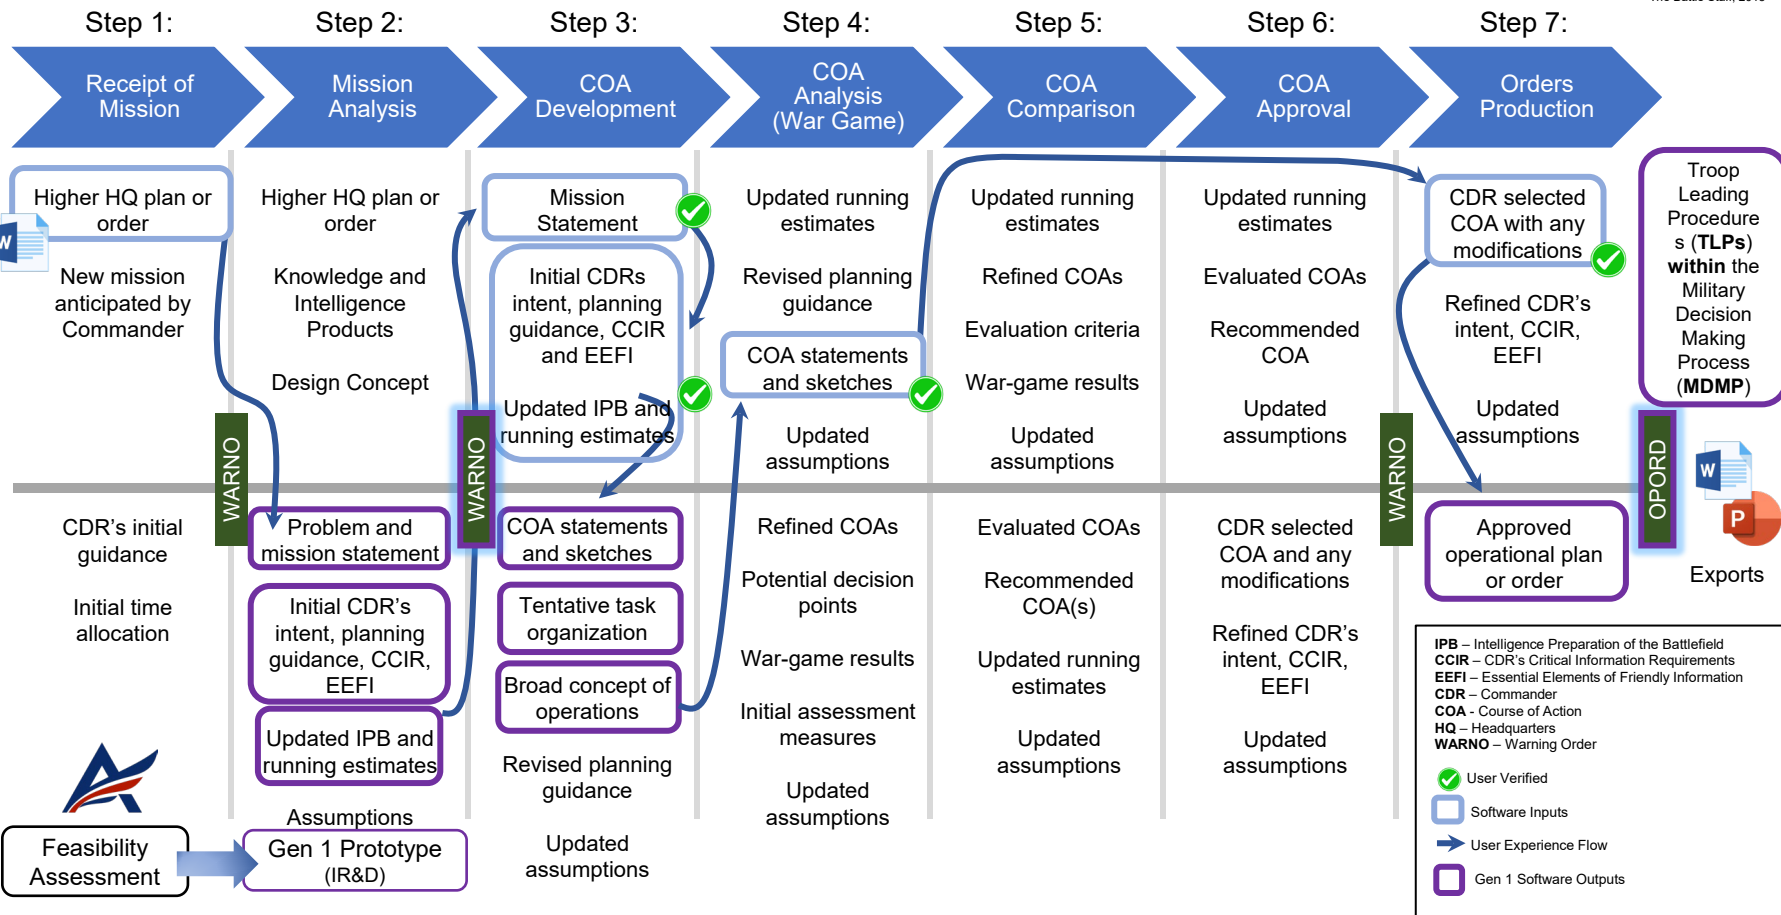 Step 1:
Step 2:
Step 3:
Step 4:
Step 5:
Step 6:
Step 7:
Receipt of
Mission
Mission
Analysis
COA
Development
COA
Analysis
(War Game)
COA
Comparison
COA
Approval
Orders
Production
Higher HQ plan or
order
New mission
anticipated by
Commander
WARNO
CDR's initial
guidance
Initial time
allocation
Higher HQ plan or
order
Knowledge and
Intelligence
Products
Design Concept
WARNO
Problem and
mission statement
Initial CDR's
intent, planning
guidance, CCIR,
EEFI
Updated IPB and
running estimates
Assumptions
Mission
Statement
Initial CDRs
intent, planning
guidance, CCIR
and EEFI
Updated IPB and
running estimates
COA statements
and sketches
Tentative task
organization
Broad concept of
operations
Revised planning
guidance
Updated
assumptions
Updated running
estimates
Revised planning
guidance
COA statements
and sketches
Updated
assumptions
Refined COAs
Potential decision
points
War-game results
Initial assessment
measures
Updated
assumptions
Updated running
estimates
Refined COAs
Evaluation criteria
War-game results
Updated
assumptions
Evaluated COAs
Recommended
COA(s)
Updated running
estimates
Updated
assumptions
Updated running
estimates
Evaluated COAs
Recommended
COA
Updated
assumptions
WARNO
CDR selected
COA and any
modifications
Refined CDR's
intent, CCIR,
EEFI
Updated
assumptions
CDR selected
COA with any
modifications
Refined CDR's
intent, CCIR,
EEFI
Updated
assumptions
Approved
operational plan
or order
OPORD
Troop
Leading
Procedure
s (TLPs)
within the
Military
Decision
Making
Process
(MDMP)
W
W
P
Exports
Feasibility
Assessment
Gen 1 Prototype
(IR&D)
IPB – Intelligence Preparation of the Battlefield
CCIR – CDR's Critical Information Requirements
EEFI – Essential Elements of Friendly Information
CDR – Commander
COA - Course of Action
HQ – Headquarters
WARNO – Warning Order
User Verified
Software Inputs
User Experience Flow
Gen 1 Software Outputs